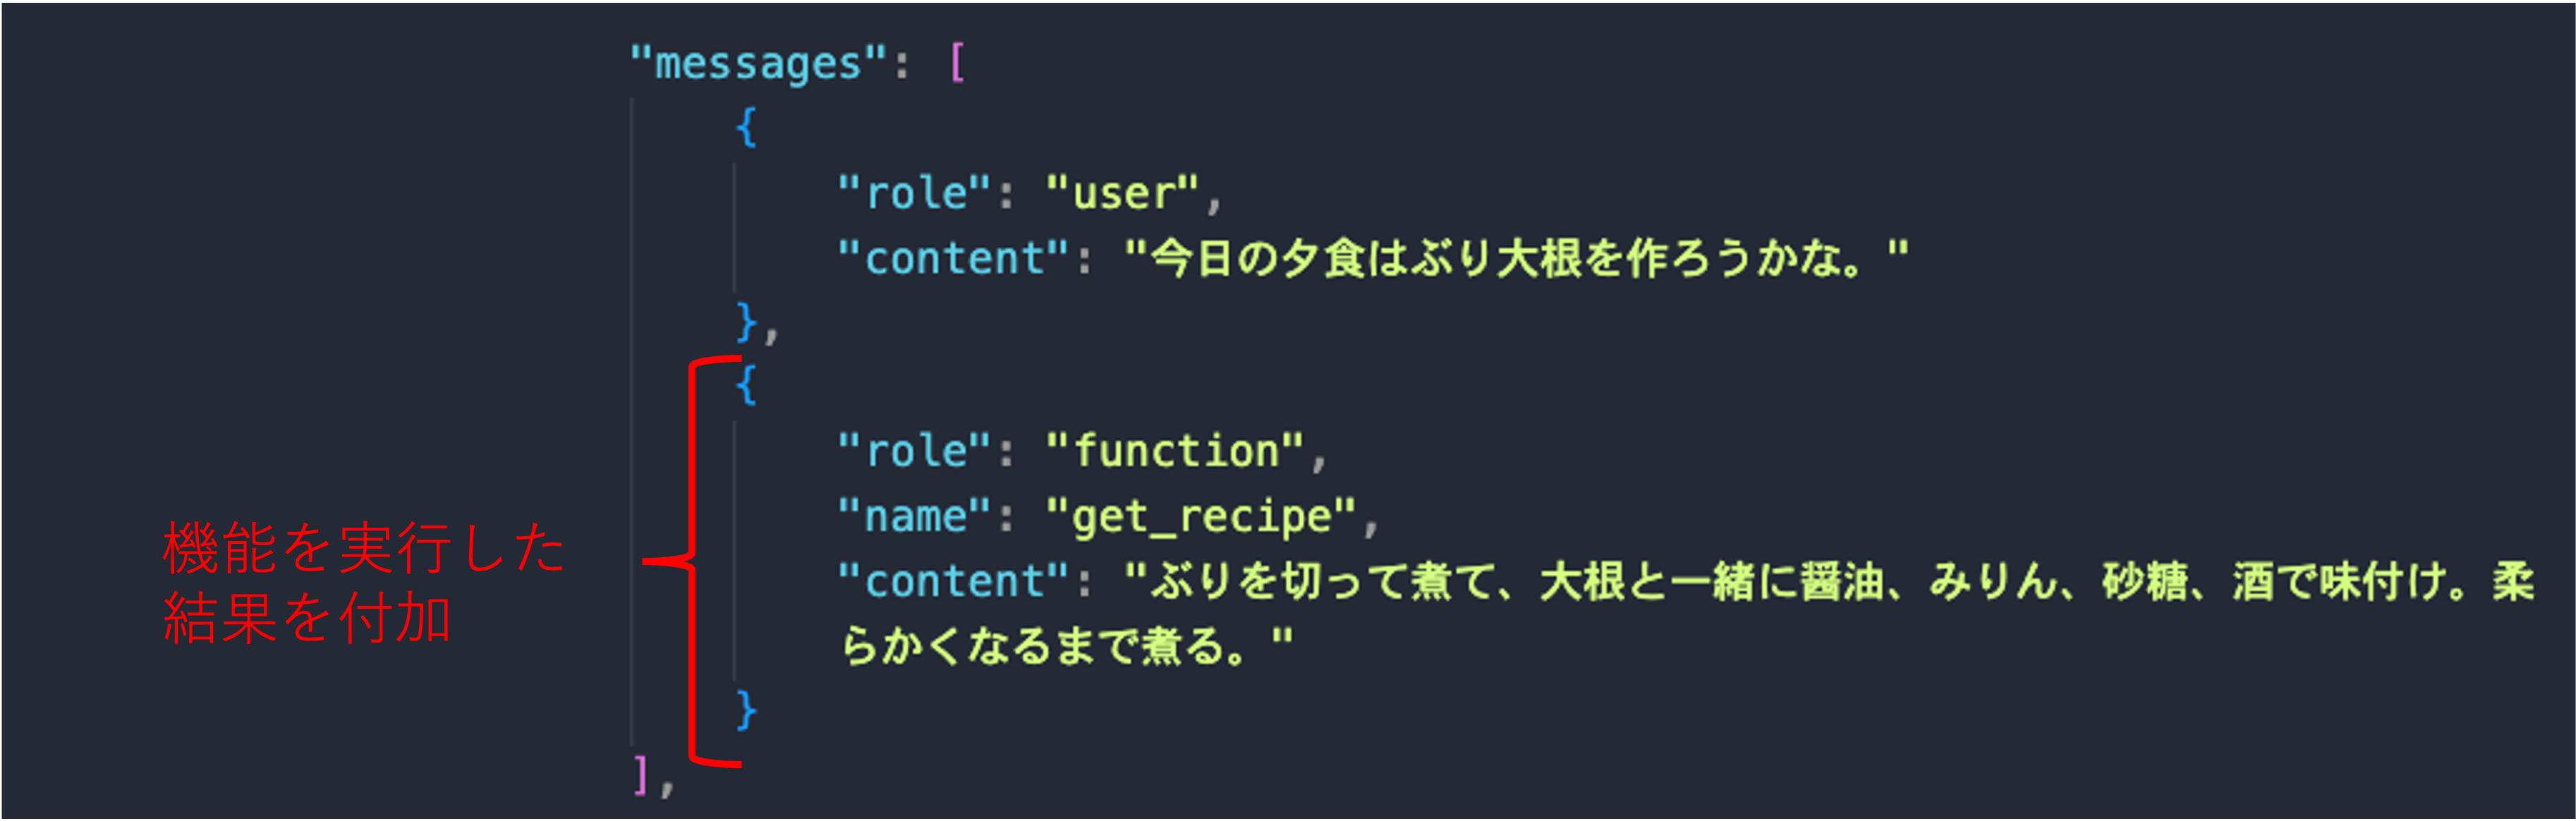 "messages": [
{
"role": "user",
"content": "今日の夕食はぶり大根を作ろうかな。"
},
{
"role": "function",
"name": "get_recipe",
"content": "ぶりを切って煮て、大根と一緒に醤油、みりん、砂糖、酒で味付け。柔
らかくなるまで煮る。"
}
],
機能を実行した
結果を付加